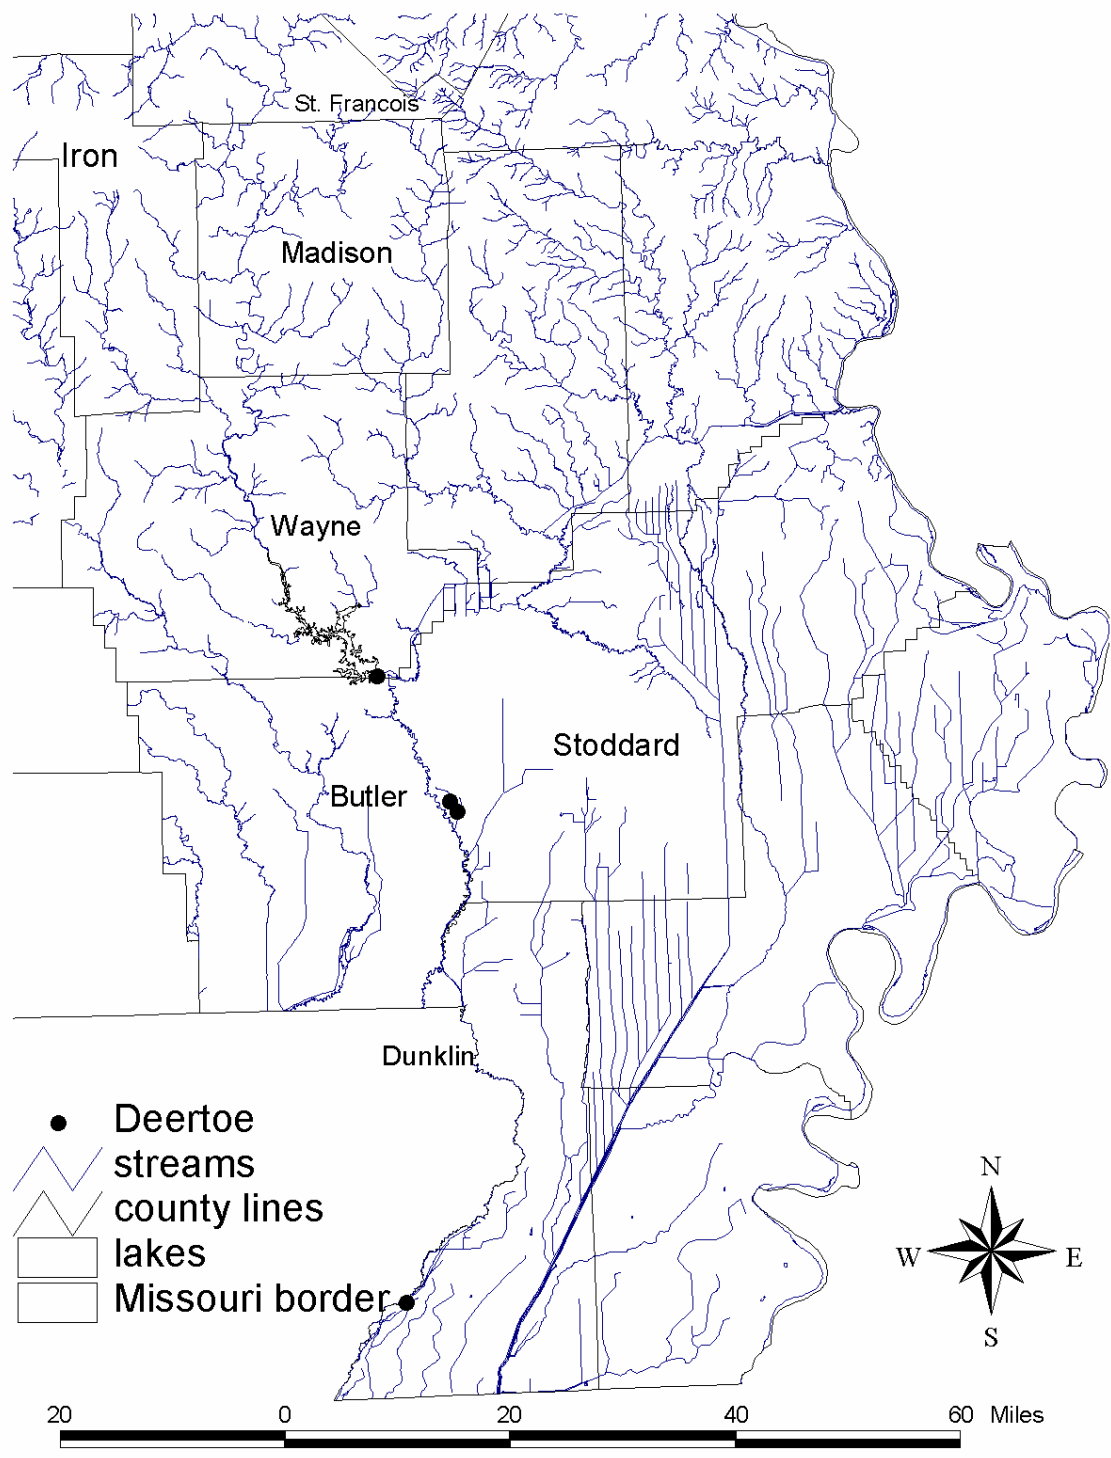 St. Francois
Iron
Madison
Wayne
Stoddard
Butler
Dunklin
Deertoe
streams
county lines
lakes
Missouri border
N
W E
S
20 0 20 40 60 Miles